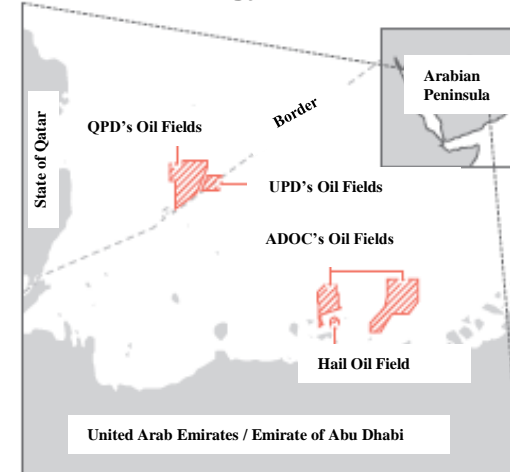 Arabian
Peninsula
Border
QPD's Oil Fields
State of Qatar
UPD's Oil Fields
ADOC's Oil Fields
Hail Oil Field
United Arab Emirates / Emirate of Abu Dhabi